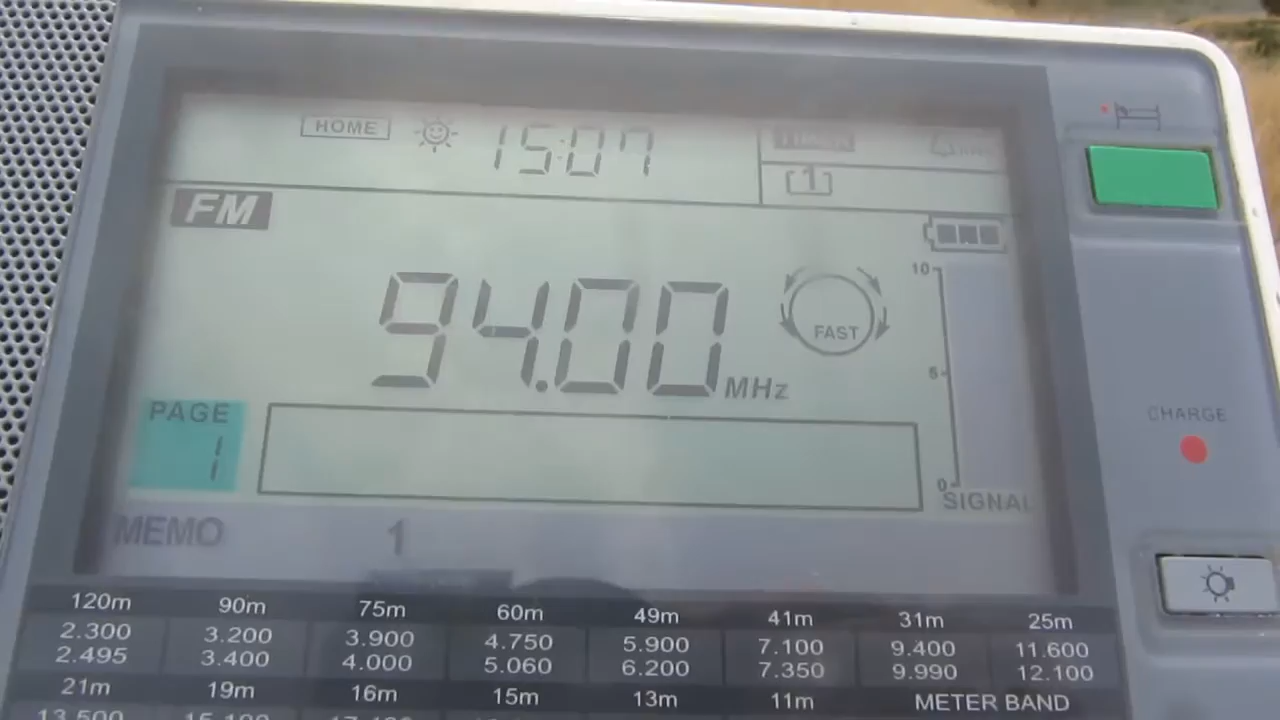 HOME 15:07 TIMER
[1]
FM
94.00 MHz
FAST
10
5
0
SIGNAL
PAGE
1
CHARGE
MEMO 1
120m 90m 75m 60m 49m 41m 31m 25m
2.300 3.200 3.900 4.750 5.900 7.100 9.400 11.600
2.495 3.400 4.000 5.060 6.200 7.350 9.990 12.100
21m 19m 16m 15m 13m 11m METER BAND
13.500